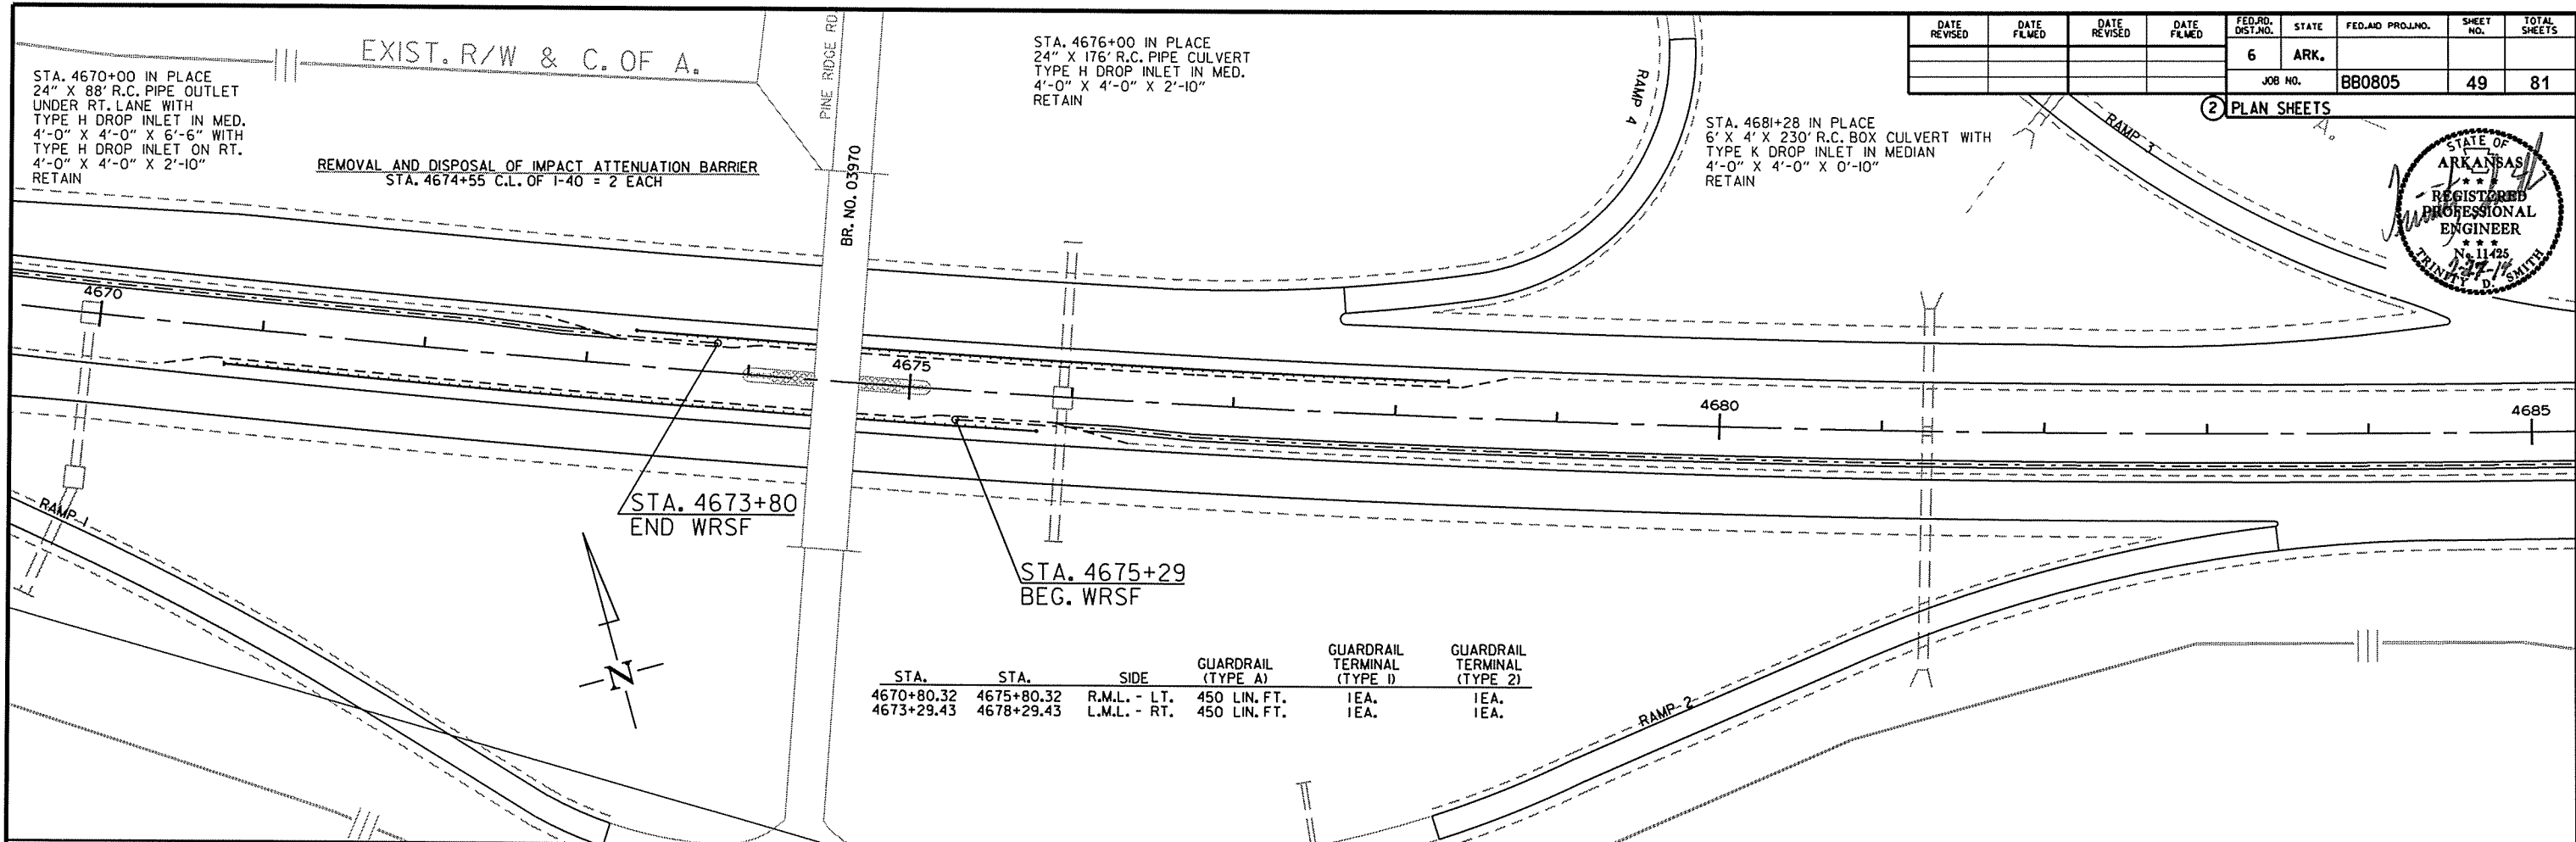 EXIST. R/W & C. OF A.
STA. 4670+00 IN PLACE
24" X 88' R.C. PIPE OUTLET
UNDER RT. LANE WITH
TYPE H DROP INLET IN MED.
4'-0" X 4'-0" X 6'-6" WITH
TYPE H DROP INLET ON RT.
4'-0" X 4'-0" X 2'-10"
RETAIN
REMOVAL AND DISPOSAL OF IMPACT ATTENUATION BARRIER
STA. 4674+55 C.L. OF I-40 = 2 EACH
PINE RIDGE RD
BR. NO. 03970
STA. 4676+00 IN PLACE
24" X 176' R.C. PIPE CULVERT
TYPE H DROP INLET IN MED.
4'-0" X 4'-0" X 2'-10"
RETAIN
RAMP 4
STA. 4681+28 IN PLACE
6' X 4' X 230' R.C. BOX CULVERT WITH
TYPE K DROP INLET IN MEDIAN
4'-0" X 4'-0" X 0'-10"
RETAIN
DATE REVISED DATE FILMED DATE REVISED DATE FILMED FED.RD. DIST.NO. STATE FED.AID PROJ.NO. SHEET NO. TOTAL SHEETS
6 ARK.
JOB NO. BB0805 49 81
2 PLAN SHEETS
RAMP 3
A.
STATE OF
ARKANSAS
REGISTERED
PROFESSIONAL
ENGINEER
No. 11425
TRINITY D. SMITH
4670
4675
4680
4685
RAMP 1
STA. 4673+80
END WRSF
STA. 4675+29
BEG. WRSF
N
STA. STA. SIDE GUARDRAIL (TYPE A) GUARDRAIL TERMINAL (TYPE 1) GUARDRAIL TERMINAL (TYPE 2)
4670+80.32 4675+80.32 R.M.L. - LT. 450 LIN. FT. 1 EA. 1 EA.
4673+29.43 4678+29.43 L.M.L. - RT. 450 LIN. FT. 1 EA. 1 EA.
RAMP 2